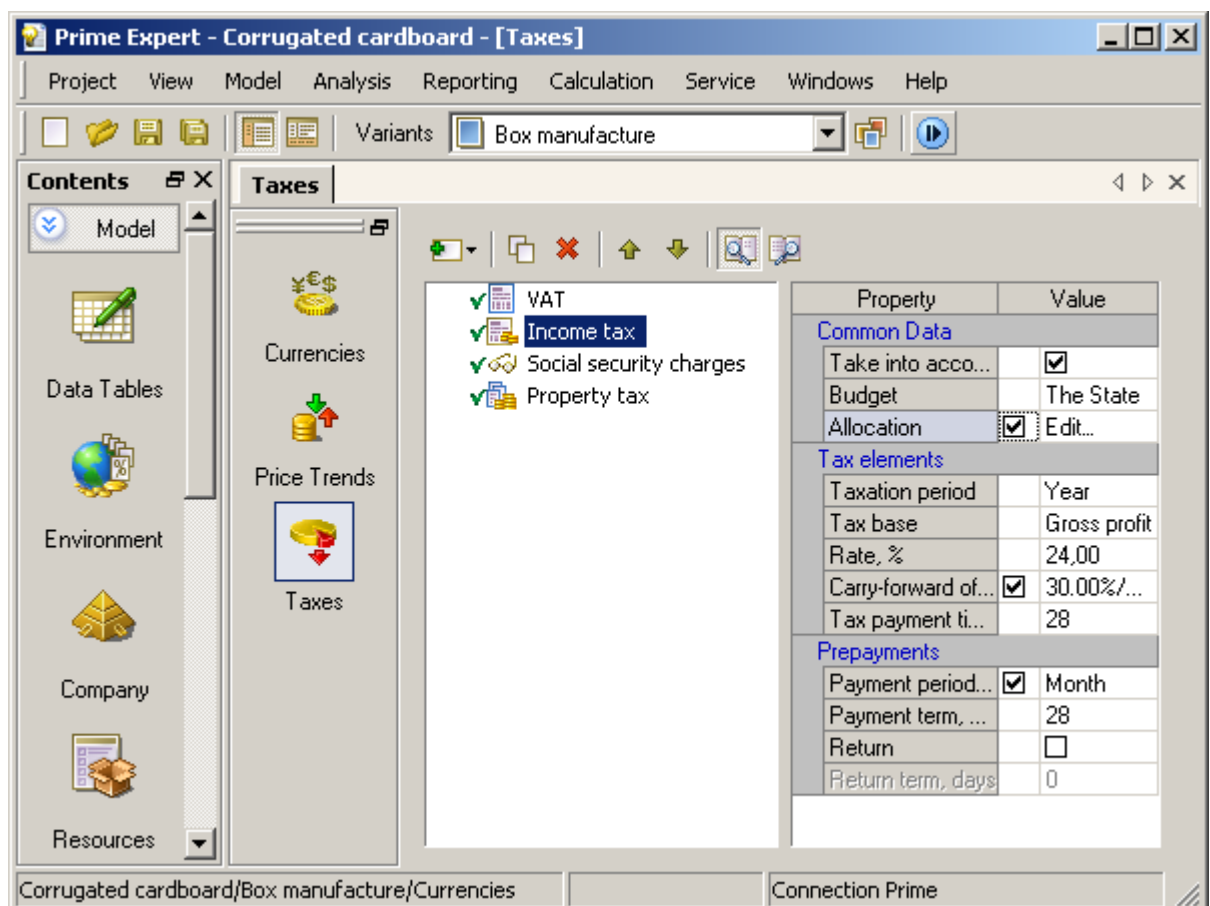 Prime Expert - Corrugated cardboard - [Taxes]
Project View Model Analysis Reporting Calculation Service Windows Help
Variants Box manufacture
Contents
Taxes
Model
Data Tables
Environment
Company
Resources
¥€$
Currencies
Price Trends
Taxes
VAT
Income tax
Social security charges
Property tax
Property Value
Common Data
Take into acco...
Budget The State
Allocation Edit...
Tax elements
Taxation period Year
Tax base Gross profit
Rate, % 24,00
Carry-forward of... 30.00%/...
Tax payment ti... 28
Prepayments
Payment period... Month
Payment term, ... 28
Return
Return term, days 0
Corrugated cardboard/Box manufacture/Currencies Connection Prime